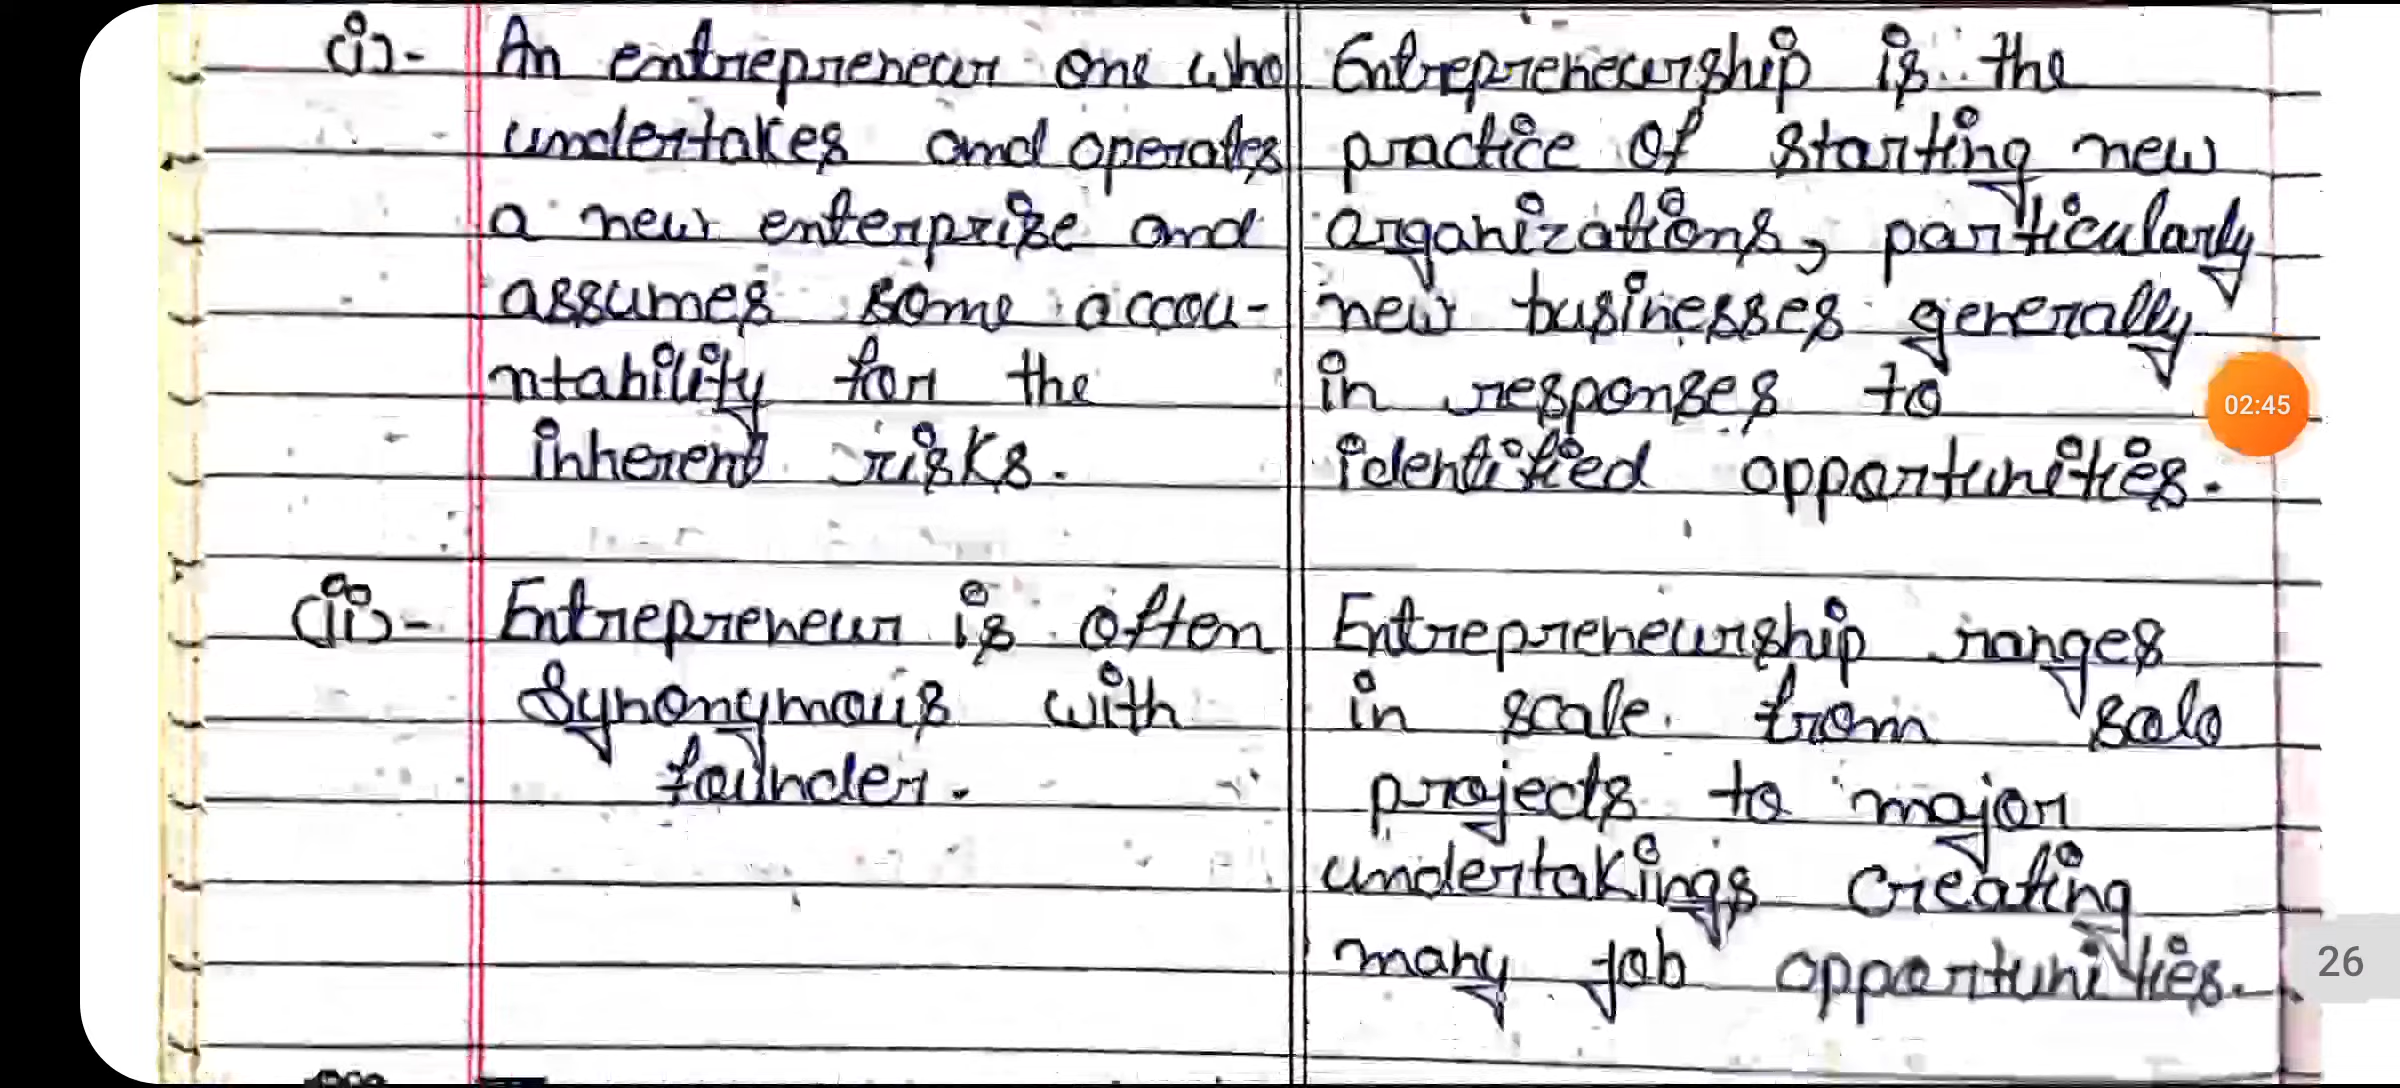 (i)- An entrepreneur one who
undertakes and operates
a new enterprise and
assumes some accou-
ntability for the
inherent risks.
Entrepreneurship is the
practice of starting new
organizations, particularly
new businesses generally
in responses to
identified opportunities.
(ii)- Entrepreneur is often
synonymous with
founder.
Entrepreneurship ranges
in scale from solo
projects to major
undertakings creating
many job opportunities.
02:45
26